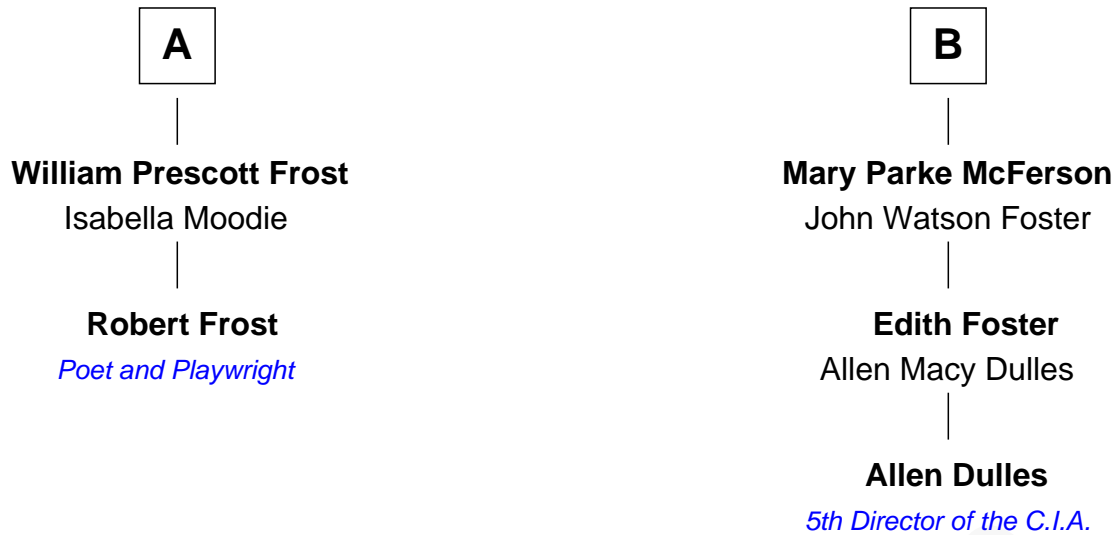 A
William Prescott Frost
Isabella Moodie
Robert Frost
Poet and Playwright
B
Mary Parke McFerson
John Watson Foster
Edith Foster
Allen Macy Dulles
Allen Dulles
5th Director of the C.I.A.